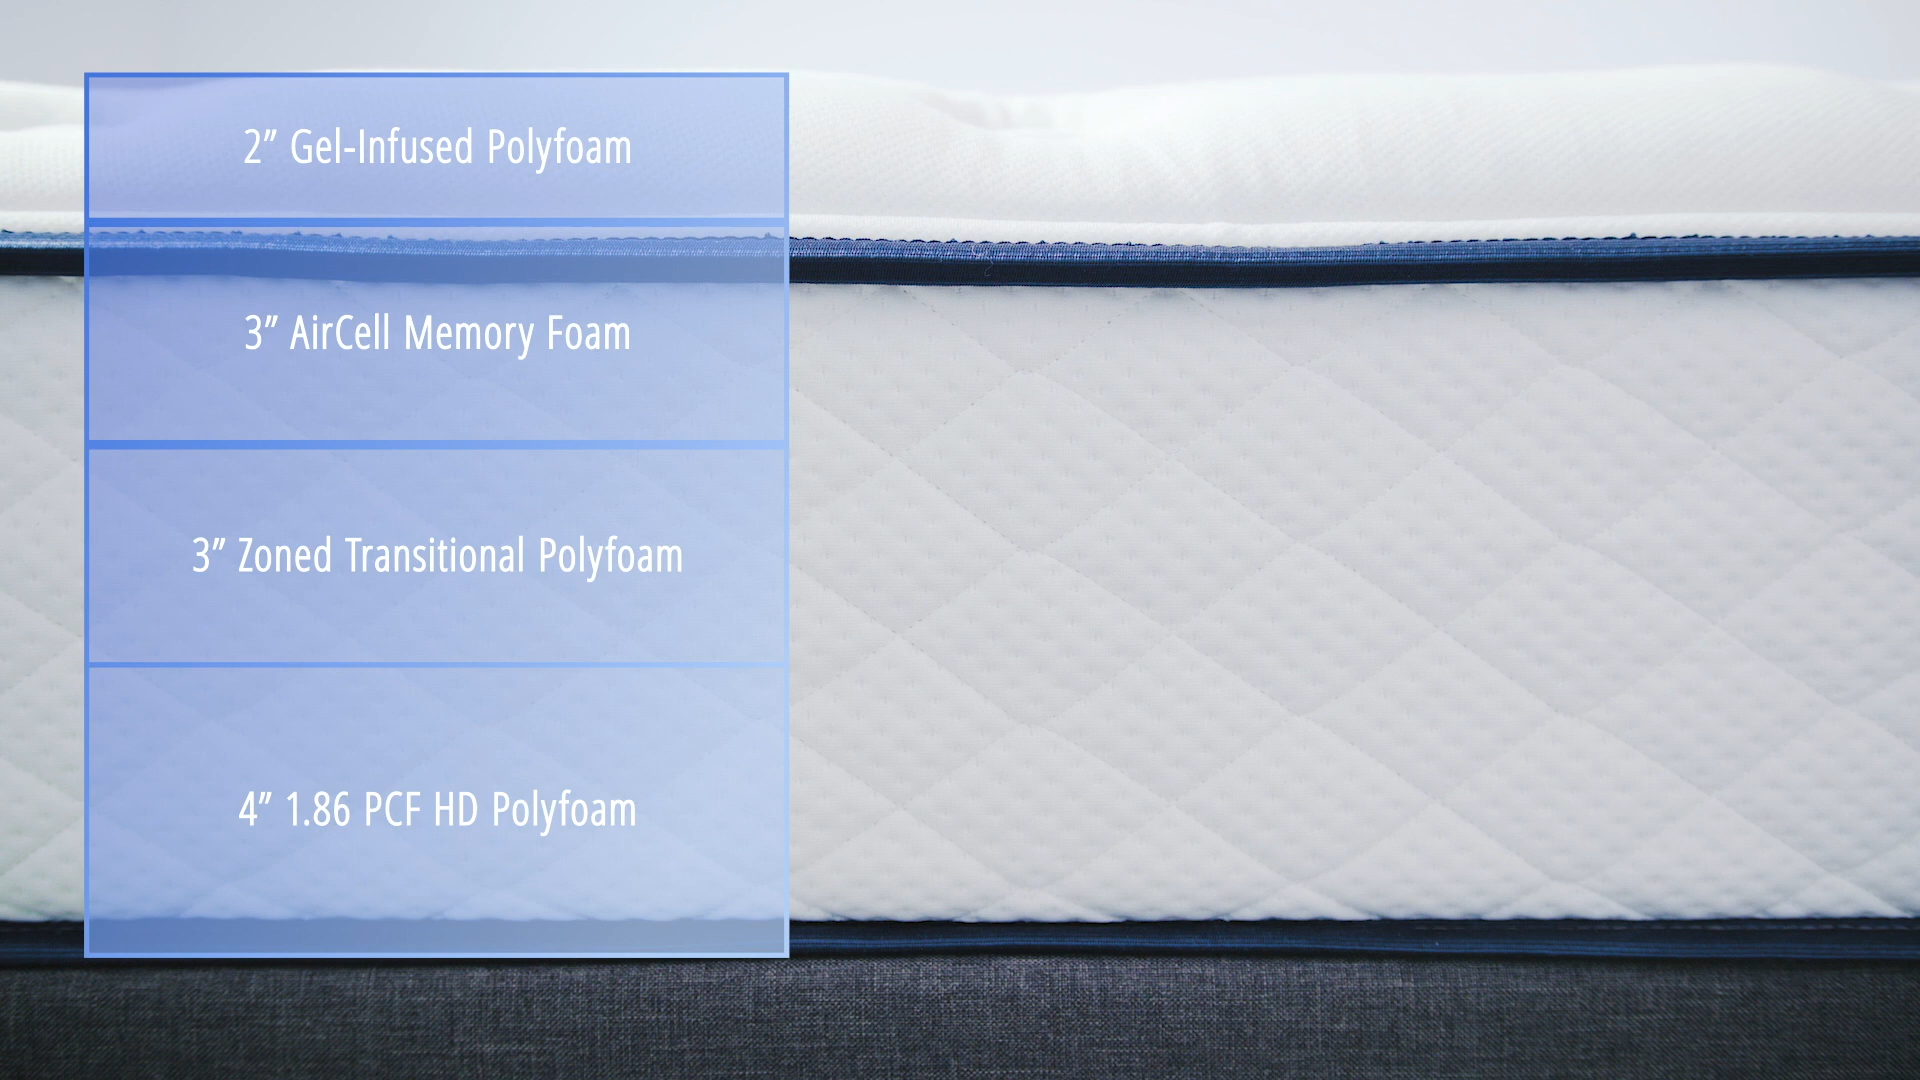 2” Gel-Infused Polyfoam
3” AirCell Memory Foam
3” Zoned Transitional Polyfoam
4” 1.86 PCF HD Polyfoam